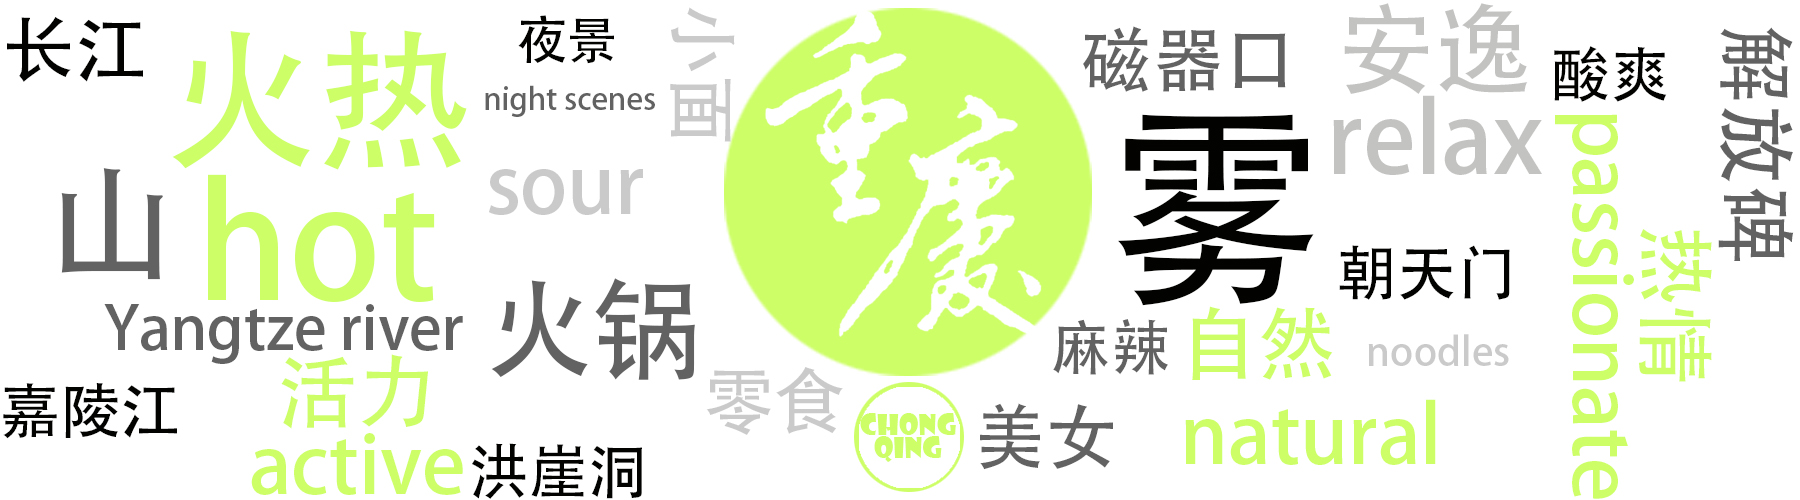 长江
火热
hot
山
Yangtze river
活力
active
嘉陵江
夜景
night scenes
sour
火锅
洪崖洞
小面
零食
重慶
CHONG
QING
美女
磁器口
雾
麻辣
自然
natural
安逸
relax
朝天门
noodles
酸爽
passionate
热情
解放碑